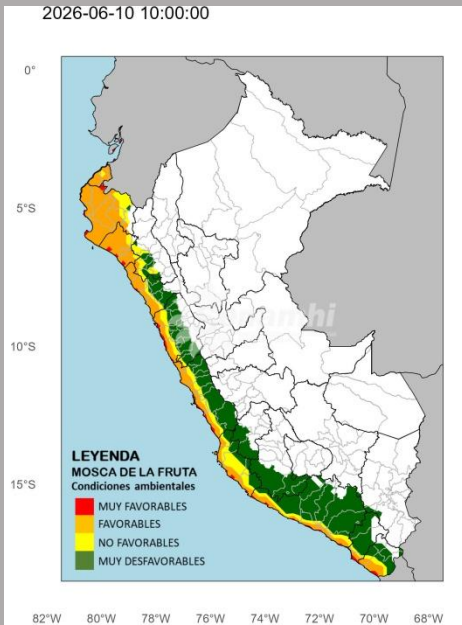 2026-06-10 10:00:00
0°
5°S
10°S
15°S
LEYENDA
MOSCA DE LA FRUTA
Condiciones ambientales
MUY FAVORABLES
FAVORABLES
NO FAVORABLES
MUY DESFAVORABLES
82°W 80°W 78°W 76°W 74°W 72°W 70°W 68°W